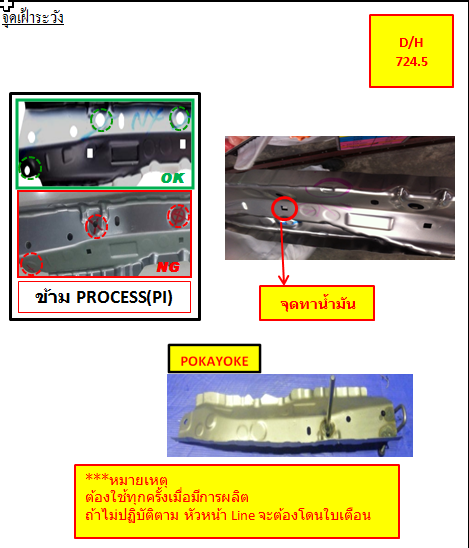 จุดเฝ้าระวัง
D/H
724.5
OK
NG
ข้าม PROCESS(PI)
จุดทาน้ำมัน
POKAYOKE
***หมายเหตุ
ต้องใช้ทุกครั้งเมื่อมีการผลิต
ถ้าไม่ปฏิบัติตาม หัวหน้า Line จะต้องโดนใบเตือน